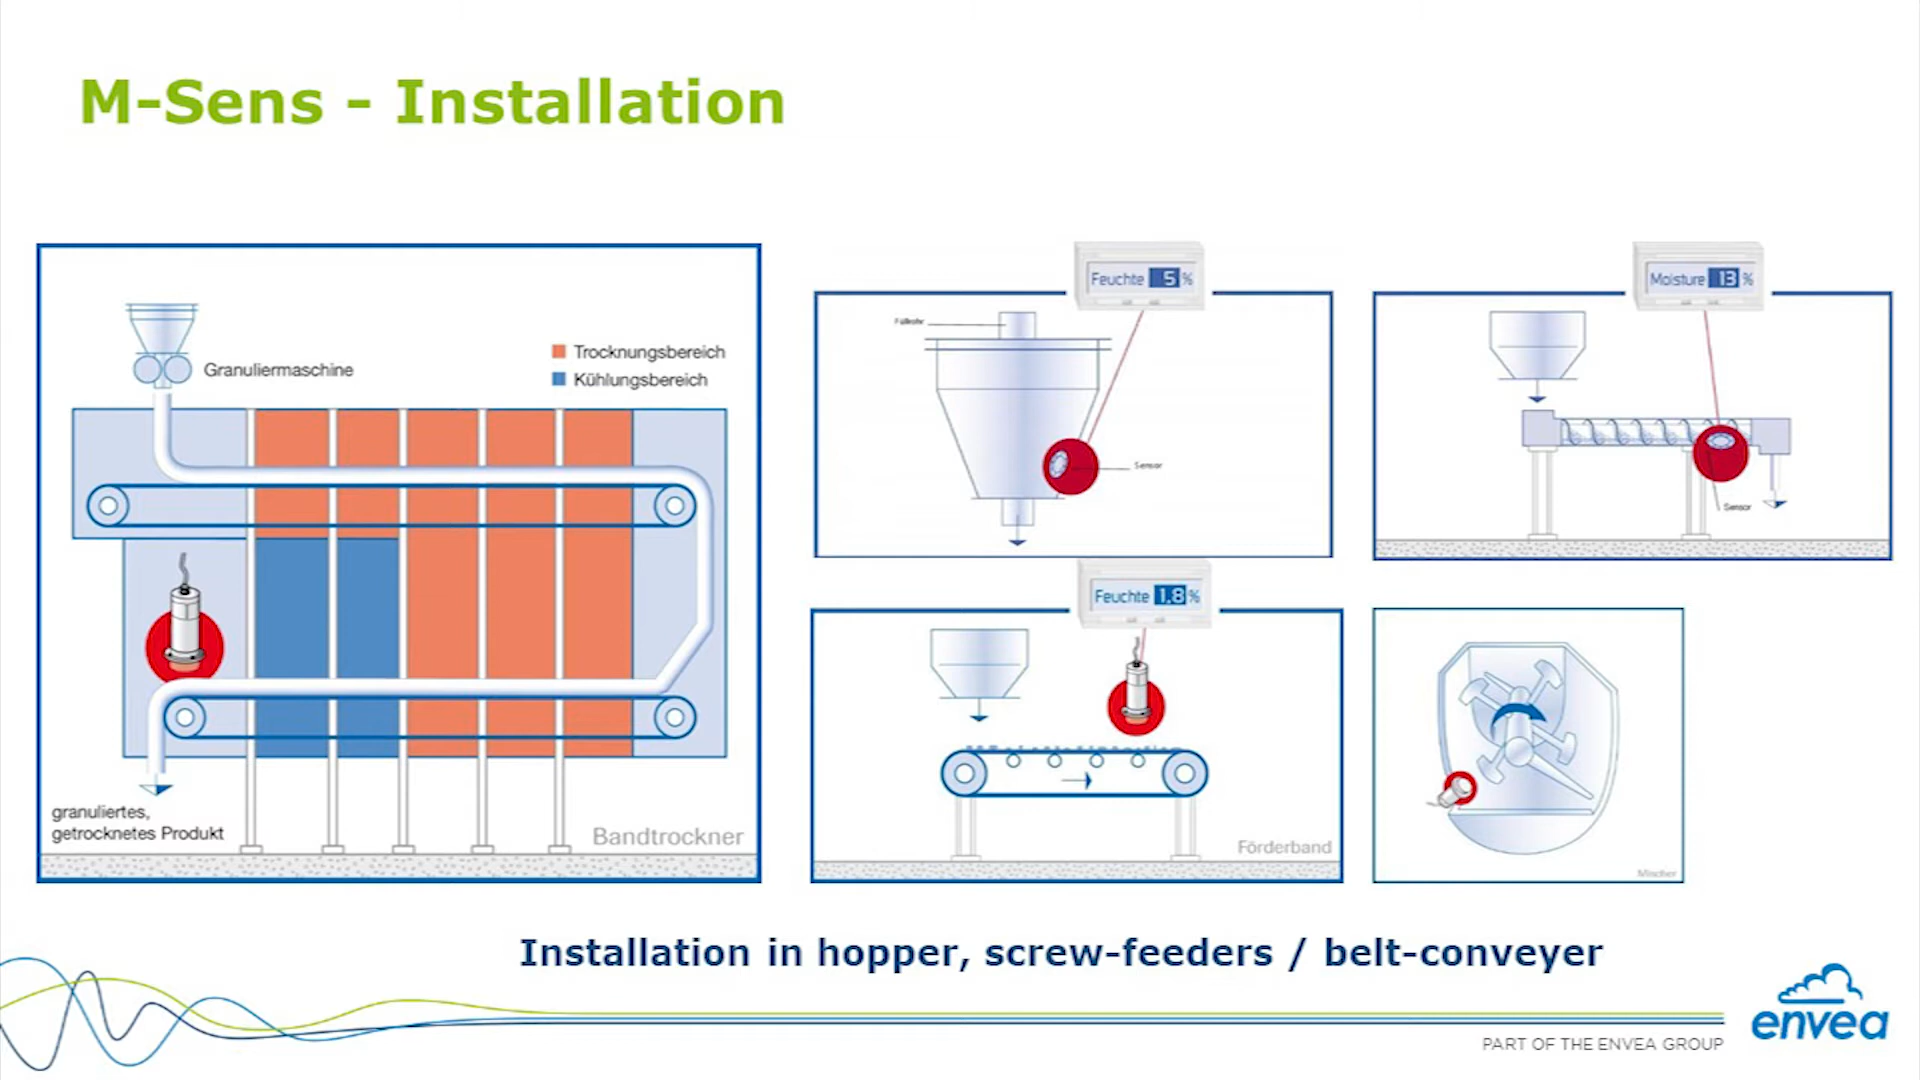 M-Sens - Installation
Granuliermaschine
Trocknungsbereich
Kühlungsbereich
granuliertes,
getrocknetes Produkt
Bandtrockner
Feuchte 5 %
Füllrohr
Sensor
Moisture 13 %
Sensor
Feuchte 1.8 %
Förderband
Mischer
Installation in hopper, screw-feeders / belt-conveyer
envea
PART OF THE ENVEA GROUP